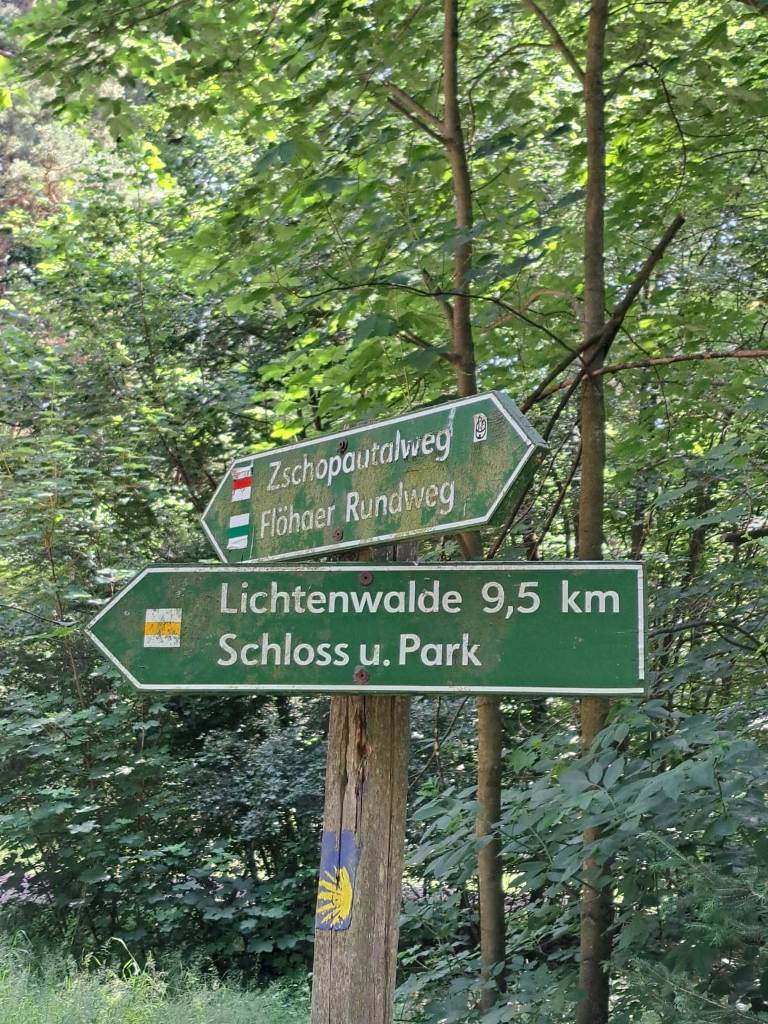 Zschopautalweg
Flöhaer Rundweg
Lichtenwalde 9,5 km
Schloss u. Park